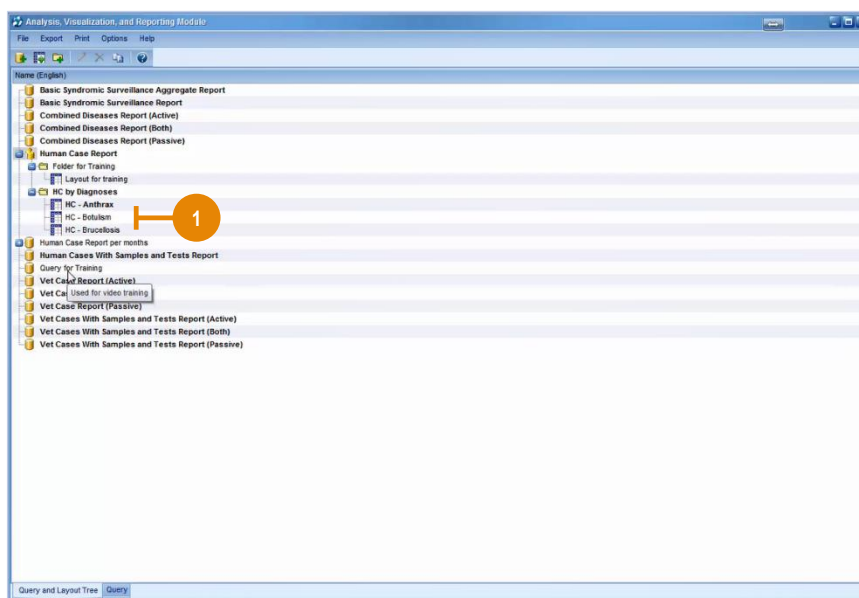 Analysis, Visualization, and Reporting Module
File Export Print Options Help
Name (English)
Basic Syndromic Surveillance Aggregate Report
Basic Syndromic Surveillance Report
Combined Diseases Report (Active)
Combined Diseases Report (Both)
Combined Diseases Report (Passive)
Human Case Report
Folder for Training
Layout for training
HC by Diagnoses
HC - Anthrax
HC - Botulism
1
HC - Brucellosis
Human Case Report per months
Human Cases With Samples and Tests Report
Query for Training
Vet Case Report (Active)
Vet Ca
Used for video training
Vet Case Report (Passive)
Vet Cases With Samples and Tests Report (Active)
Vet Cases With Samples and Tests Report (Both)
Vet Cases With Samples and Tests Report (Passive)
Query and Layout Tree Query